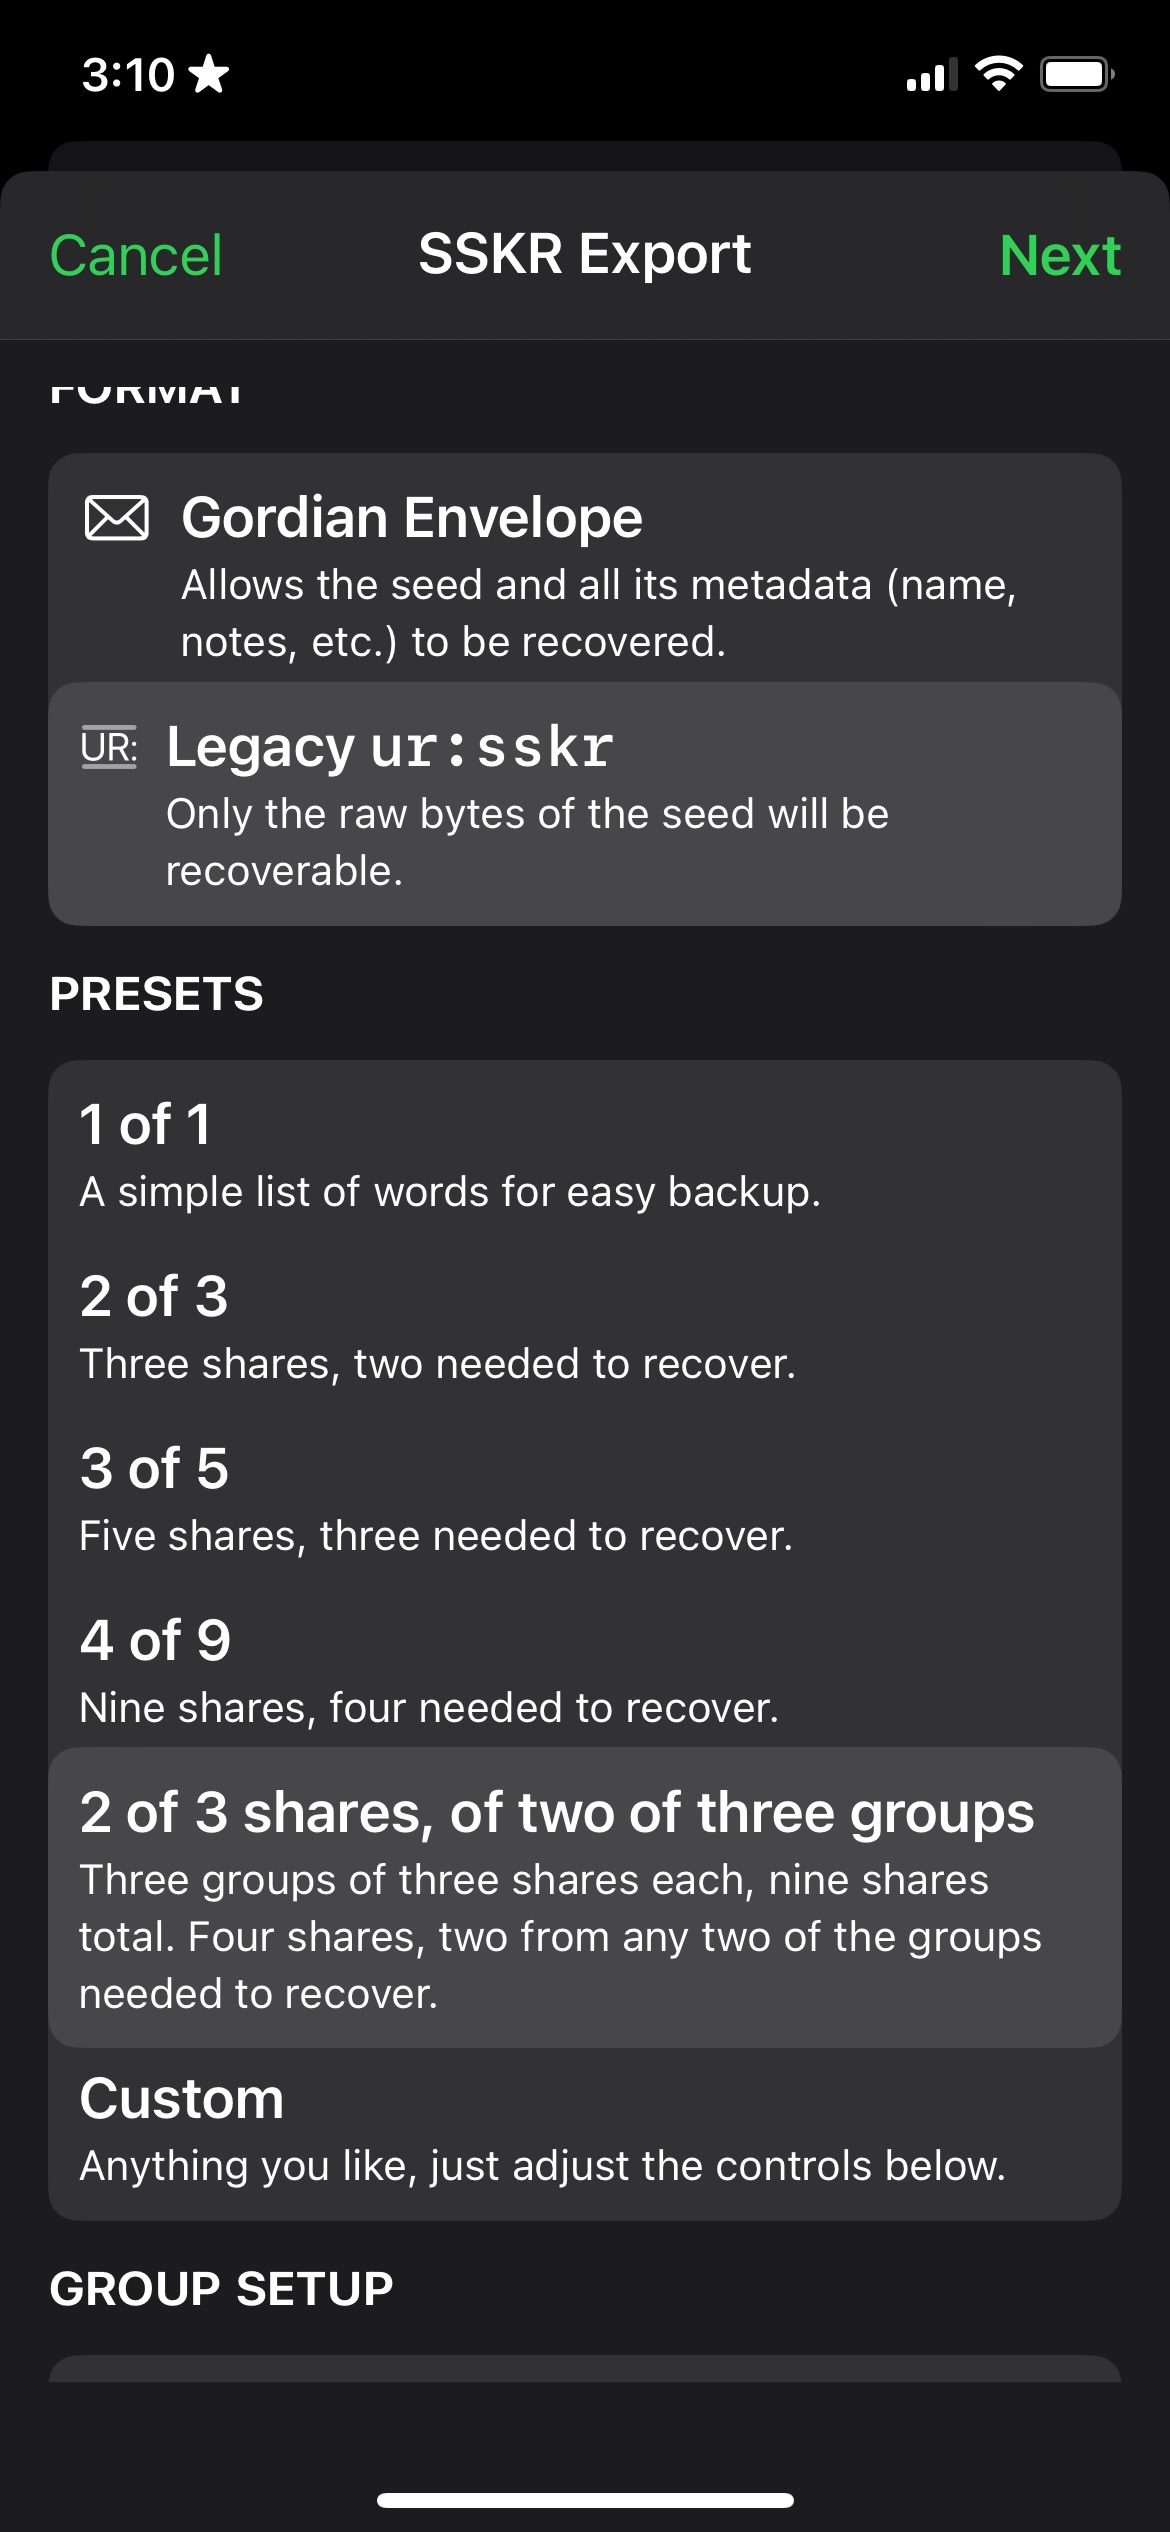 3:10
Cancel
SSKR Export
Next
FORMAT
Gordian Envelope
Allows the seed and all its metadata (name,
notes, etc.) to be recovered.
UR:
Legacy ur:sskr
Only the raw bytes of the seed will be
recoverable.
PRESETS
1 of 1
A simple list of words for easy backup.
2 of 3
Three shares, two needed to recover.
3 of 5
Five shares, three needed to recover.
4 of 9
Nine shares, four needed to recover.
2 of 3 shares, of two of three groups
Three groups of three shares each, nine shares
total. Four shares, two from any two of the groups
needed to recover.
Custom
Anything you like, just adjust the controls below.
GROUP SETUP